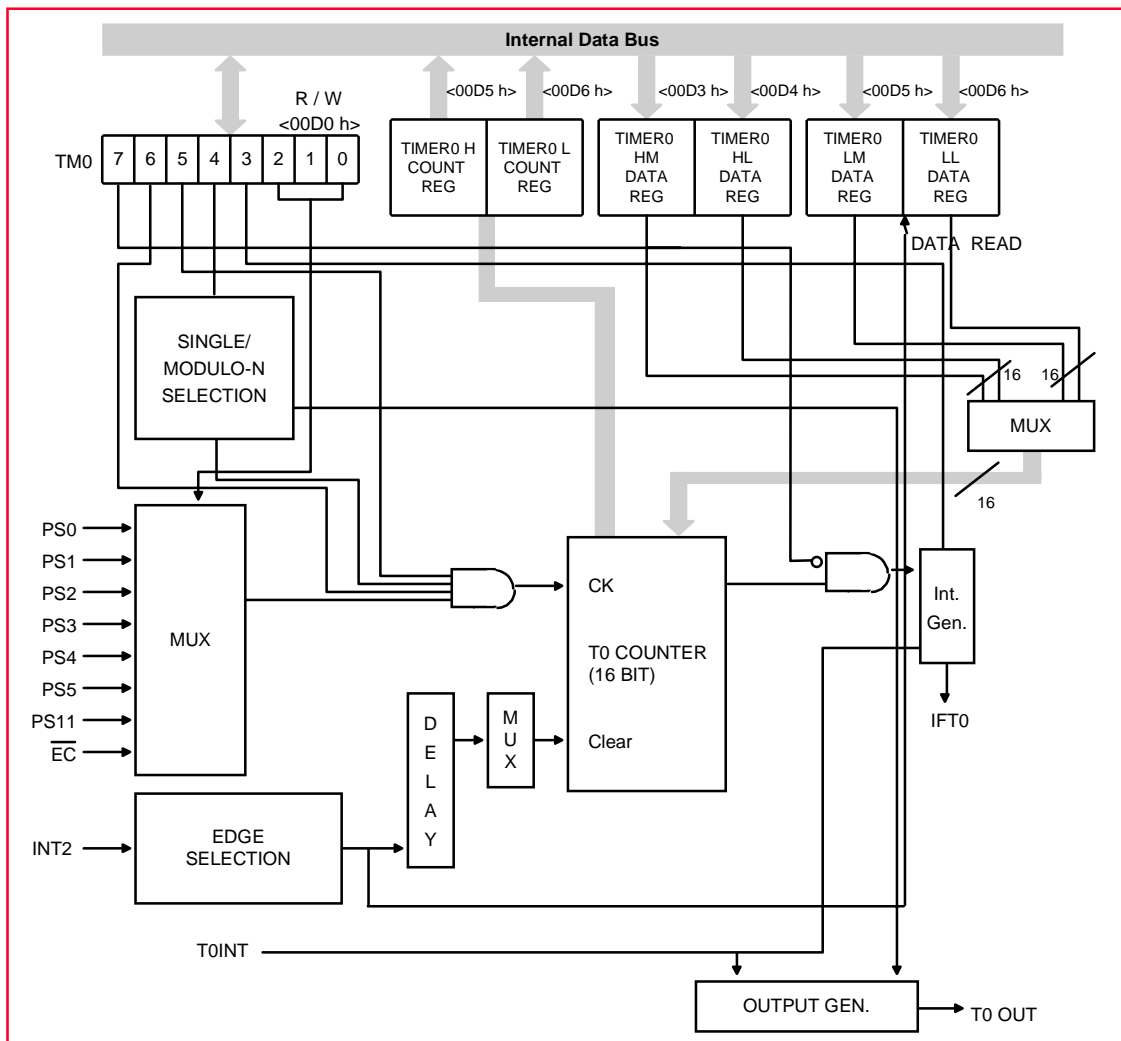 Internal Data Bus
R / W
<00D0 h>
<00D5 h>
<00D6 h>
<00D3 h>
<00D4 h>
<00D5 h>
<00D6 h>
TM0
7 6 5 4 3 2 1 0
TIMER0 H
COUNT
REG
TIMER0 L
COUNT
REG
TIMER0
HM
DATA
REG
TIMER0
HL
DATA
REG
TIMER0
LM
DATA
REG
TIMER0
LL
DATA
REG
DATA READ
SINGLE/
MODULO-N
SELECTION
16
16
MUX
16
PS0
PS1
PS2
PS3
PS4
PS5
PS11
EC
MUX
CK
T0 COUNTER
(16 BIT)
Clear
Int.
Gen.
IFT0
D
E
L
A
Y
M
U
X
INT2
EDGE
SELECTION
T0INT
OUTPUT GEN.
T0 OUT